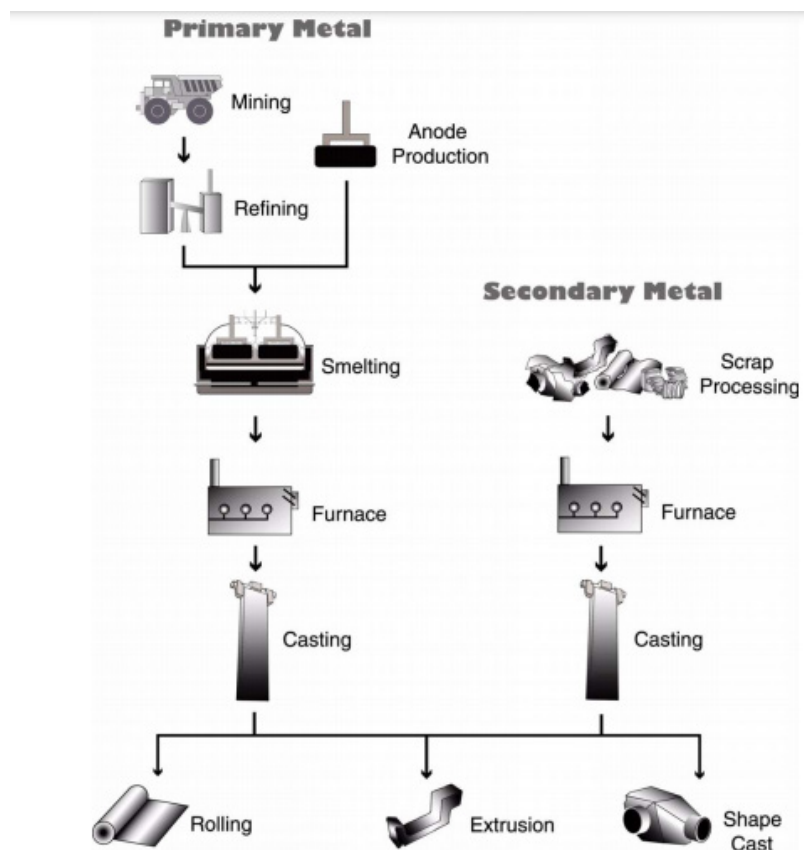 Primary Metal
Mining
Anode
Production
Refining
Smelting
Furnace
Casting
Secondary Metal
Scrap
Processing
Furnace
Casting
Rolling
Extrusion
Shape
Cast